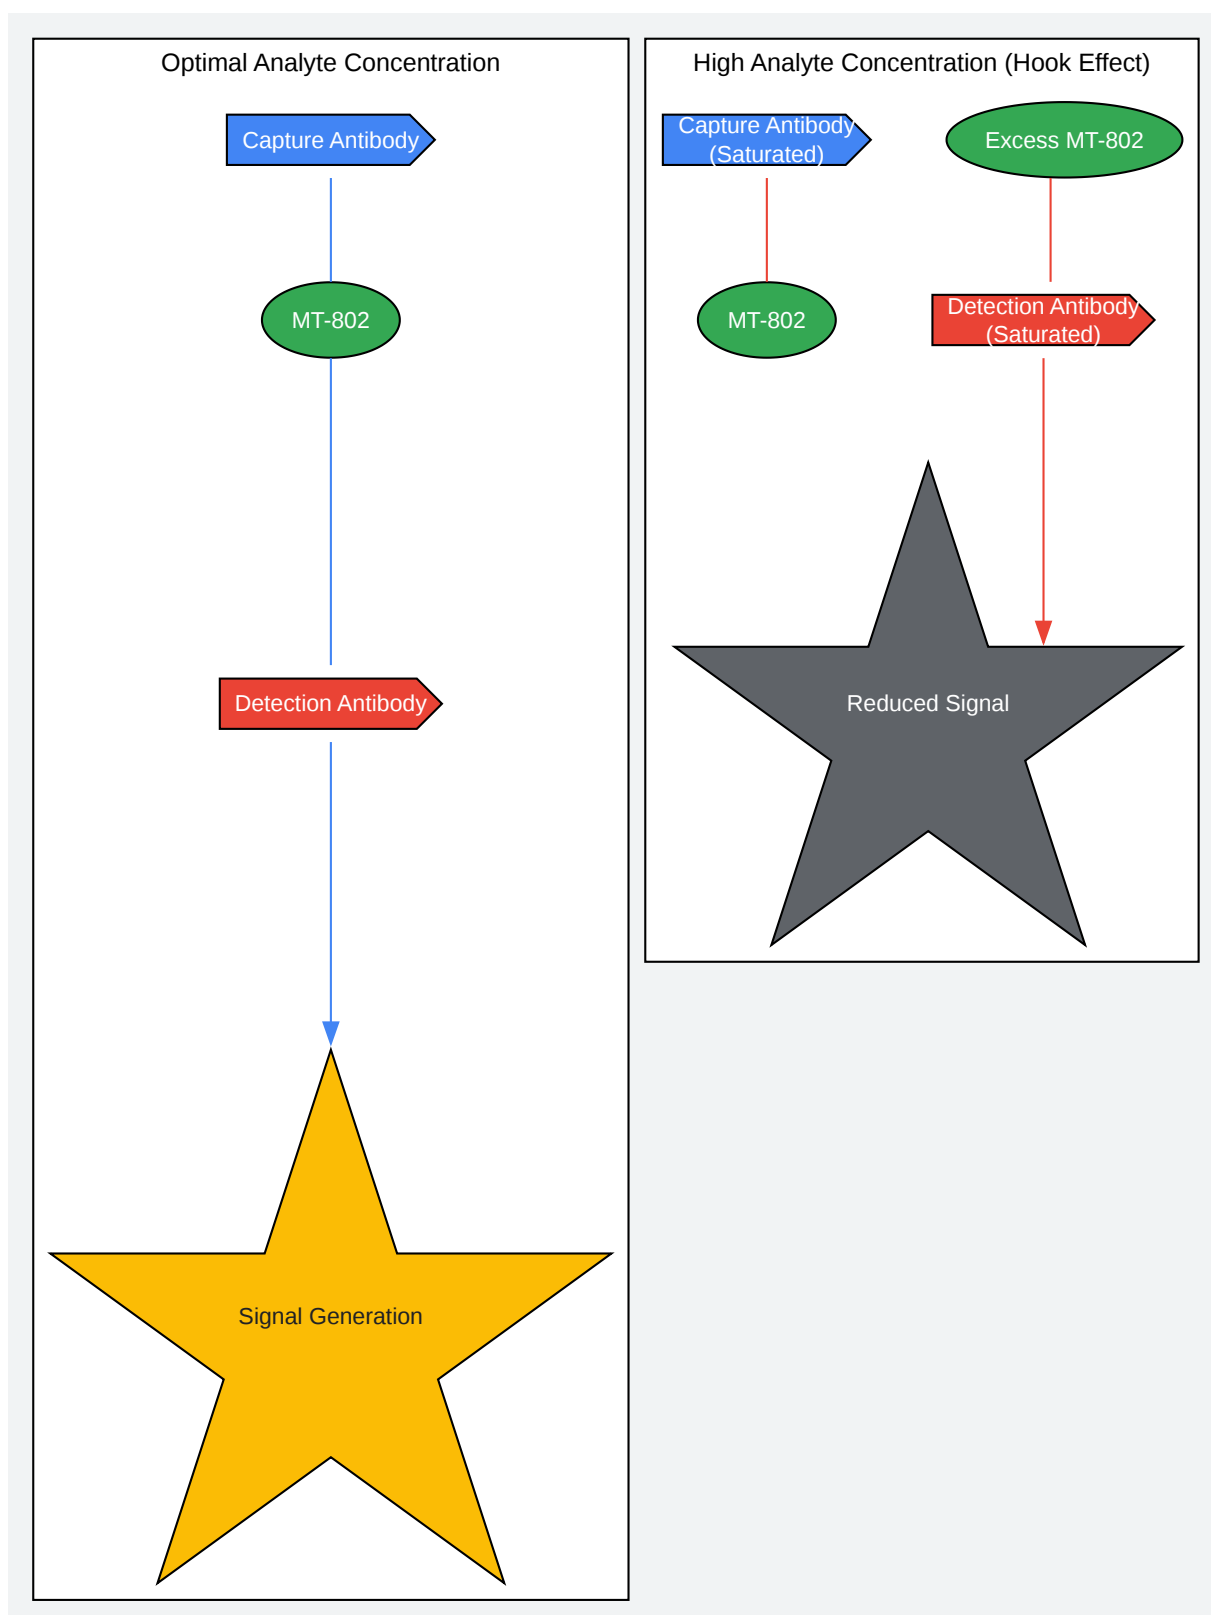 Optimal Analyte Concentration
Capture Antibody
MT-802
Detection Antibody
Signal Generation
High Analyte Concentration (Hook Effect)
Capture Antibody
(Saturated)
Excess MT-802
MT-802
Detection Antibody
(Saturated)
Reduced Signal